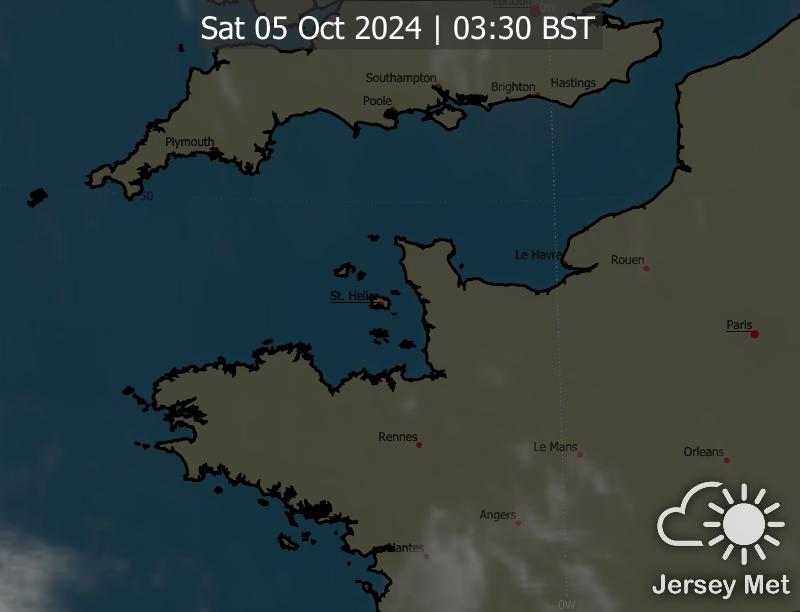 London
0W
Sat 05 Oct 2024 | 03:30 BST
Southampton
Brighton
Hastings
Poole
Plymouth
50
Le Havre
Rouen
St. Helier
Paris
Rennes
Le Mans
Orleans
Angers
Nantes
Jersey Met
0W